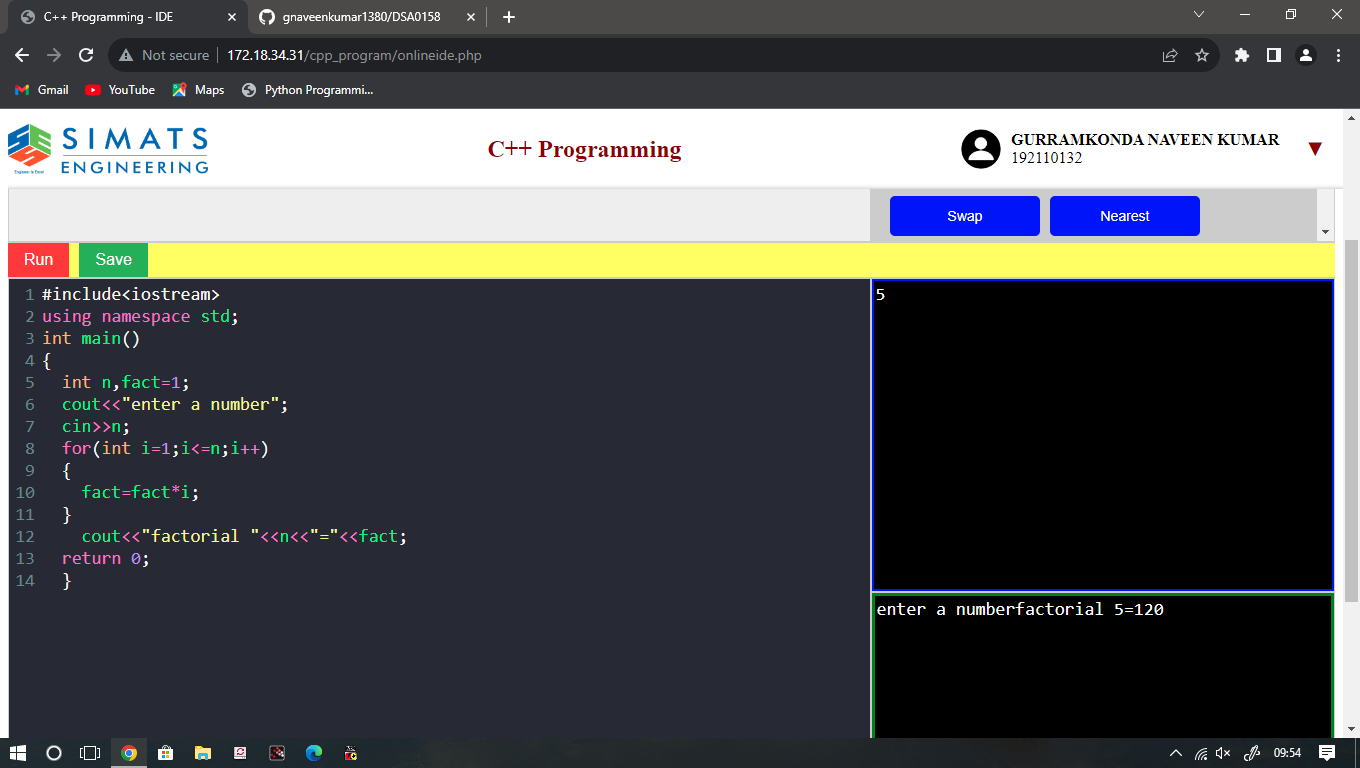 C++ Programming - IDE
gnaveenkumar1380/DSA0158
Not secure
172.18.34.31/cpp_program/onlineide.php
Gmail
YouTube
Maps
Python Programmi...
SIMATS
ENGINEERING
Engineer to Excel
C++ Programming
GURRAMKONDA NAVEEN KUMAR
192110132
Swap
Nearest
Run
Save
1 #include<iostream>
2 using namespace std;
3 int main()
4 {
5 int n,fact=1;
6 cout<<"enter a number";
7 cin>>n;
8 for(int i=1;i<=n;i++)
9 {
10 fact=fact*i;
11 }
12 cout<<"factorial "<<n<<"="<<fact;
13 return 0;
14 }
5
enter a numberfactorial 5=120
09:54